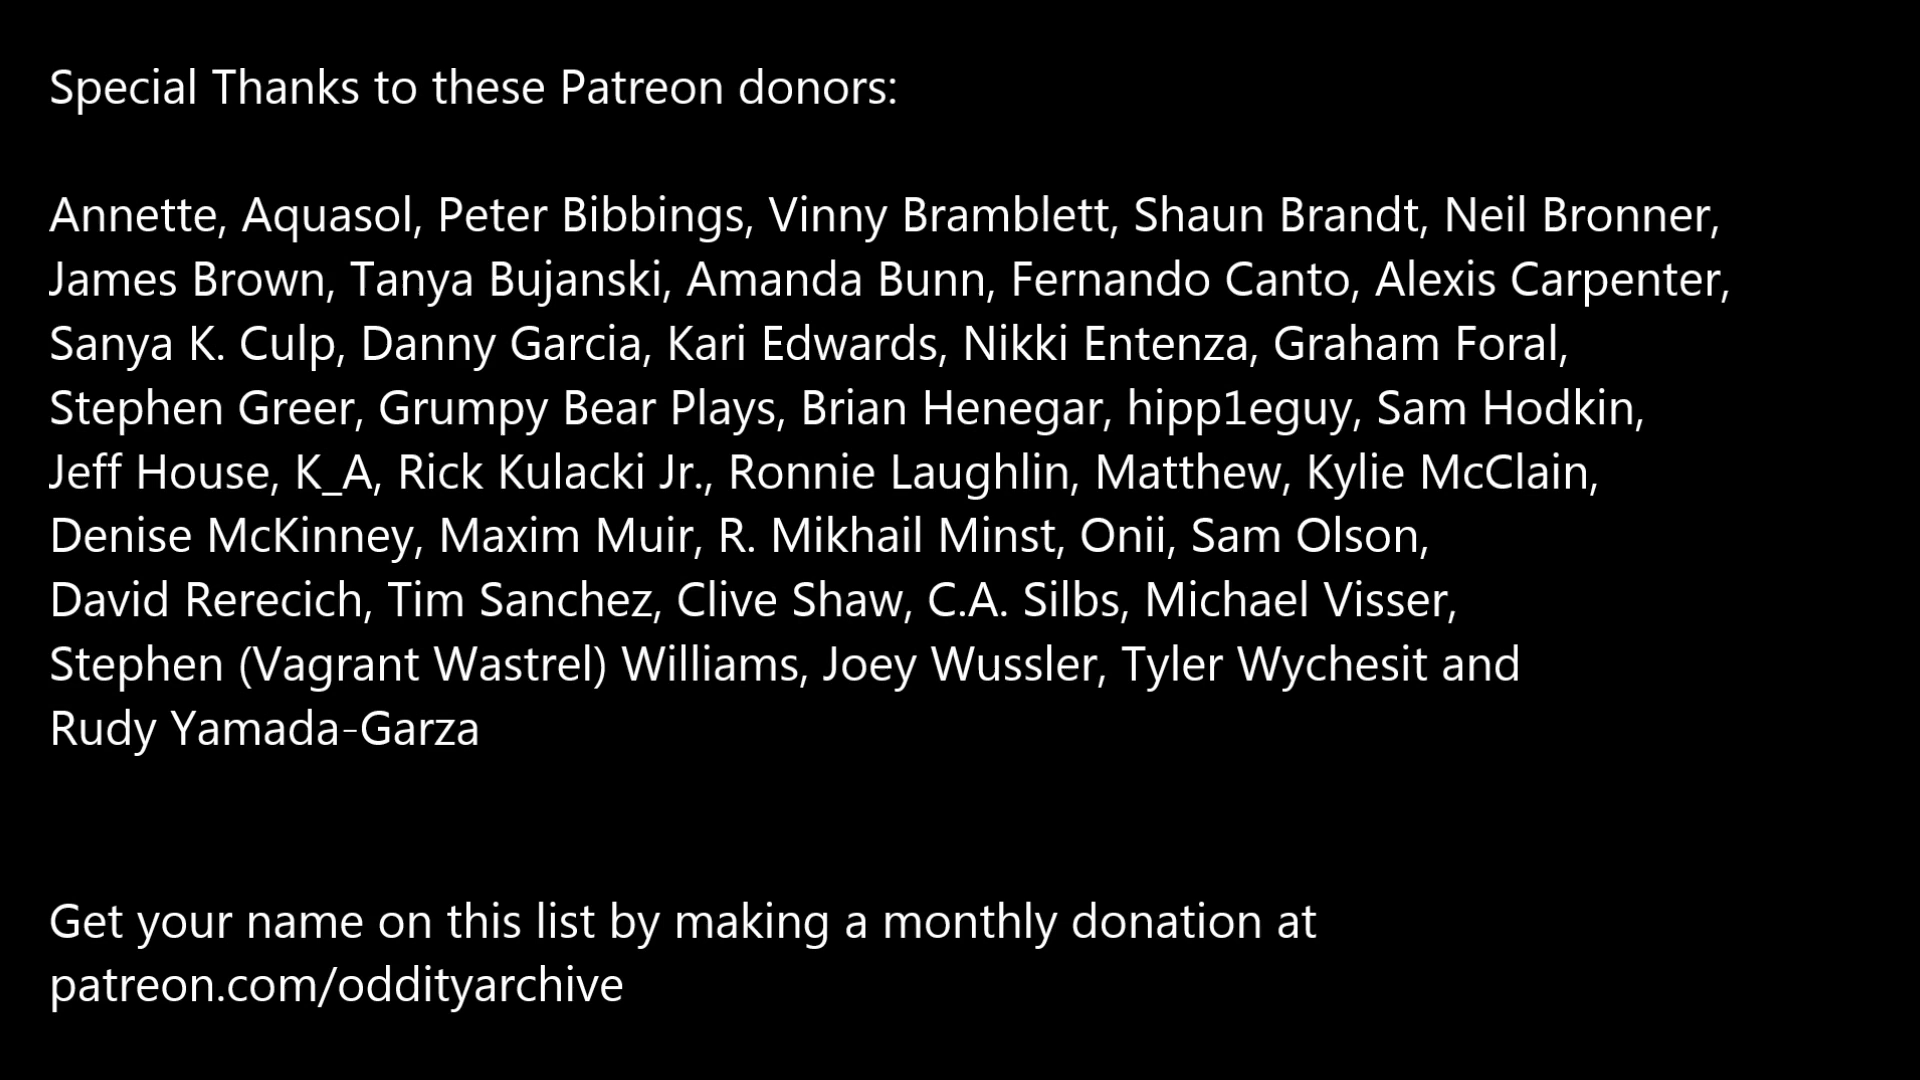 Special Thanks to these Patreon donors:
Annette, Aquasol, Peter Bibbings, Vinny Bramblett, Shaun Brandt, Neil Bronner,
James Brown, Tanya Bujanski, Amanda Bunn, Fernando Canto, Alexis Carpenter,
Sanya K. Culp, Danny Garcia, Kari Edwards, Nikki Entenza, Graham Foral,
Stephen Greer, Grumpy Bear Plays, Brian Henegar, hipp1eguy, Sam Hodkin,
Jeff House, K_A, Rick Kulacki Jr., Ronnie Laughlin, Matthew, Kylie McClain,
Denise McKinney, Maxim Muir, R. Mikhail Minst, Onii, Sam Olson,
David Rerecich, Tim Sanchez, Clive Shaw, C.A. Silbs, Michael Visser,
Stephen (Vagrant Wastrel) Williams, Joey Wussler, Tyler Wychesit and
Rudy Yamada-Garza
Get your name on this list by making a monthly donation at
patreon.com/oddityarchive